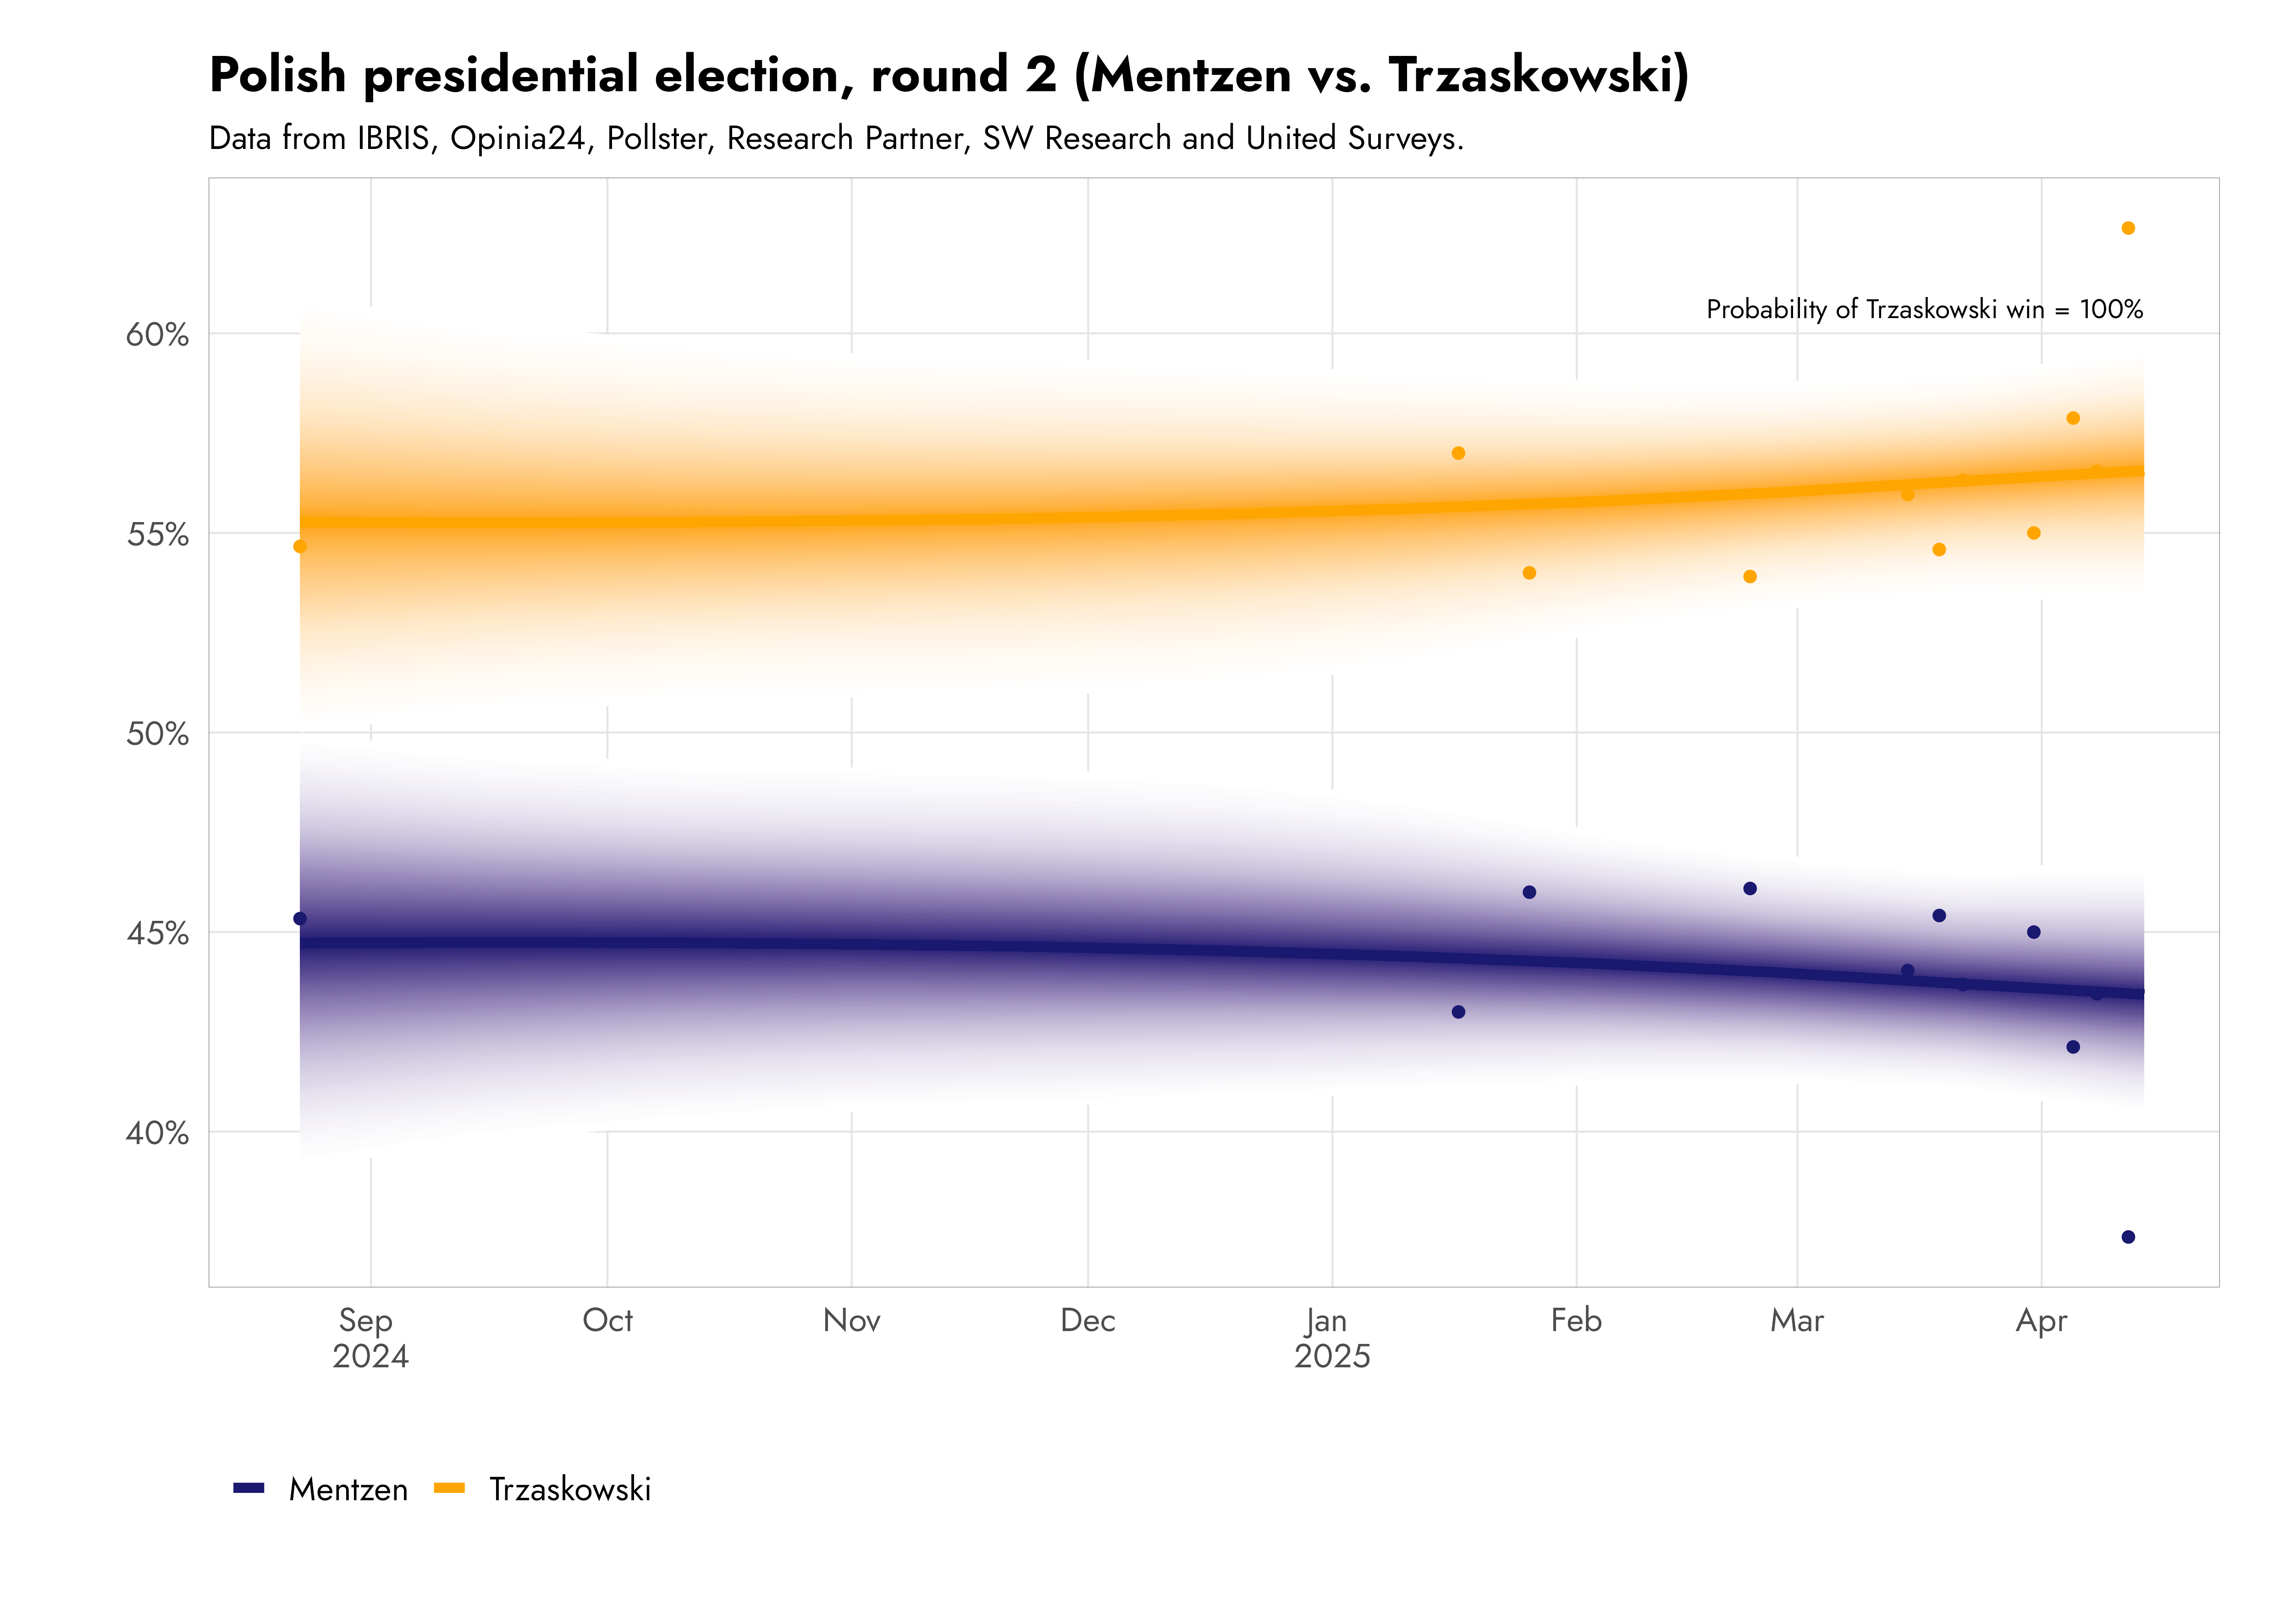 Polish presidential election, round 2 (Mentzen vs. Trzaskowski)
Data from IBRIS, Opinia24, Pollster, Research Partner, SW Research and United Surveys.
Probability of Trzaskowski win = 100%
60%
55%
50%
45%
40%
Sep Oct Nov Dec Jan Feb Mar Apr
2024 2025
Mentzen Trzaskowski